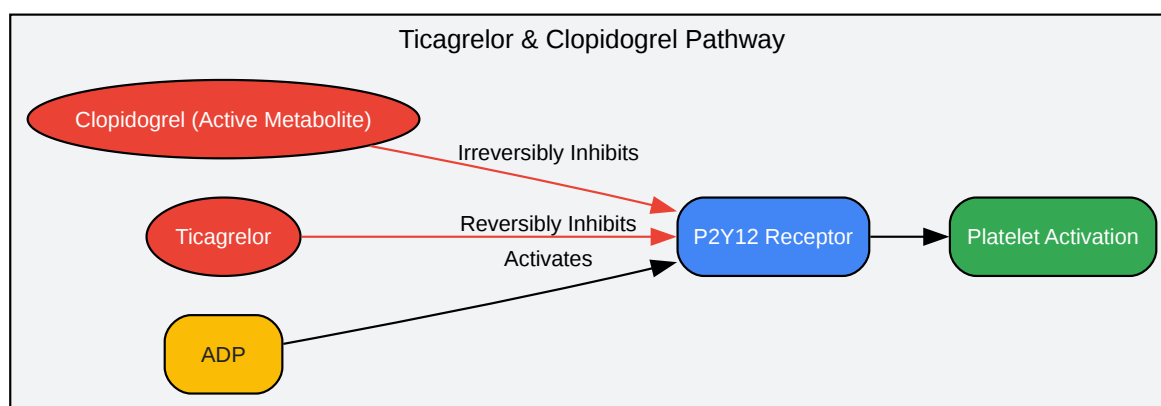 Ticagrelor & Clopidogrel Pathway
Clopidogrel (Active Metabolite)
Irreversibly Inhibits
Ticagrelor
Reversibly Inhibits
P2Y12 Receptor
Platelet Activation
Activates
ADP